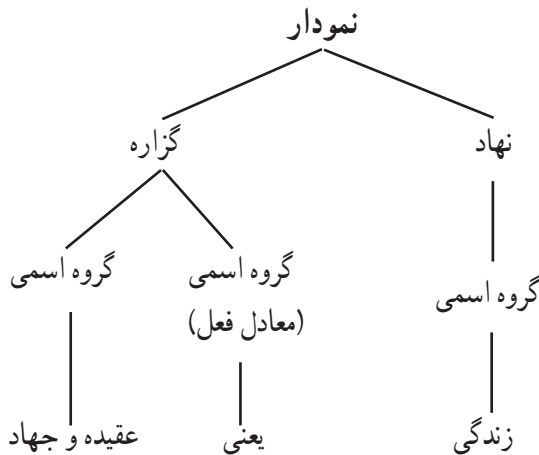 نمودار
نهاد
گزاره
گروه اسمی
گروه اسمی
(معادل فعل)
گروه اسمی
زندگی
یعنی
عقیده و جهاد